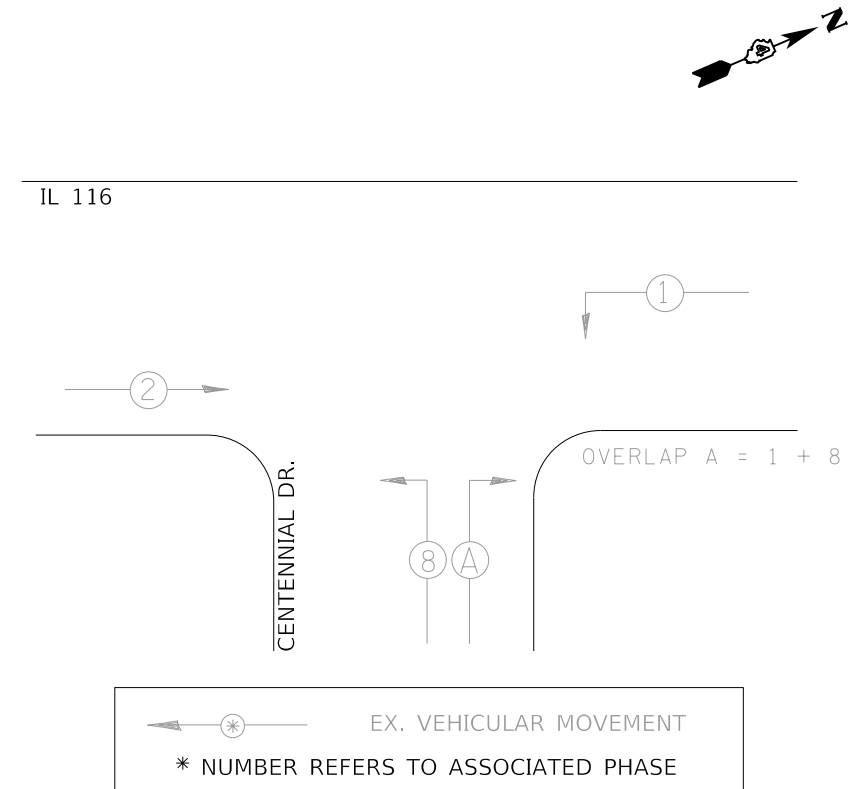 N
IL 116
1
2
OVERLAP A = 1 + 8
CENTENNIAL DR.
8 A
* EX. VEHICULAR MOVEMENT
* NUMBER REFERS TO ASSOCIATED PHASE